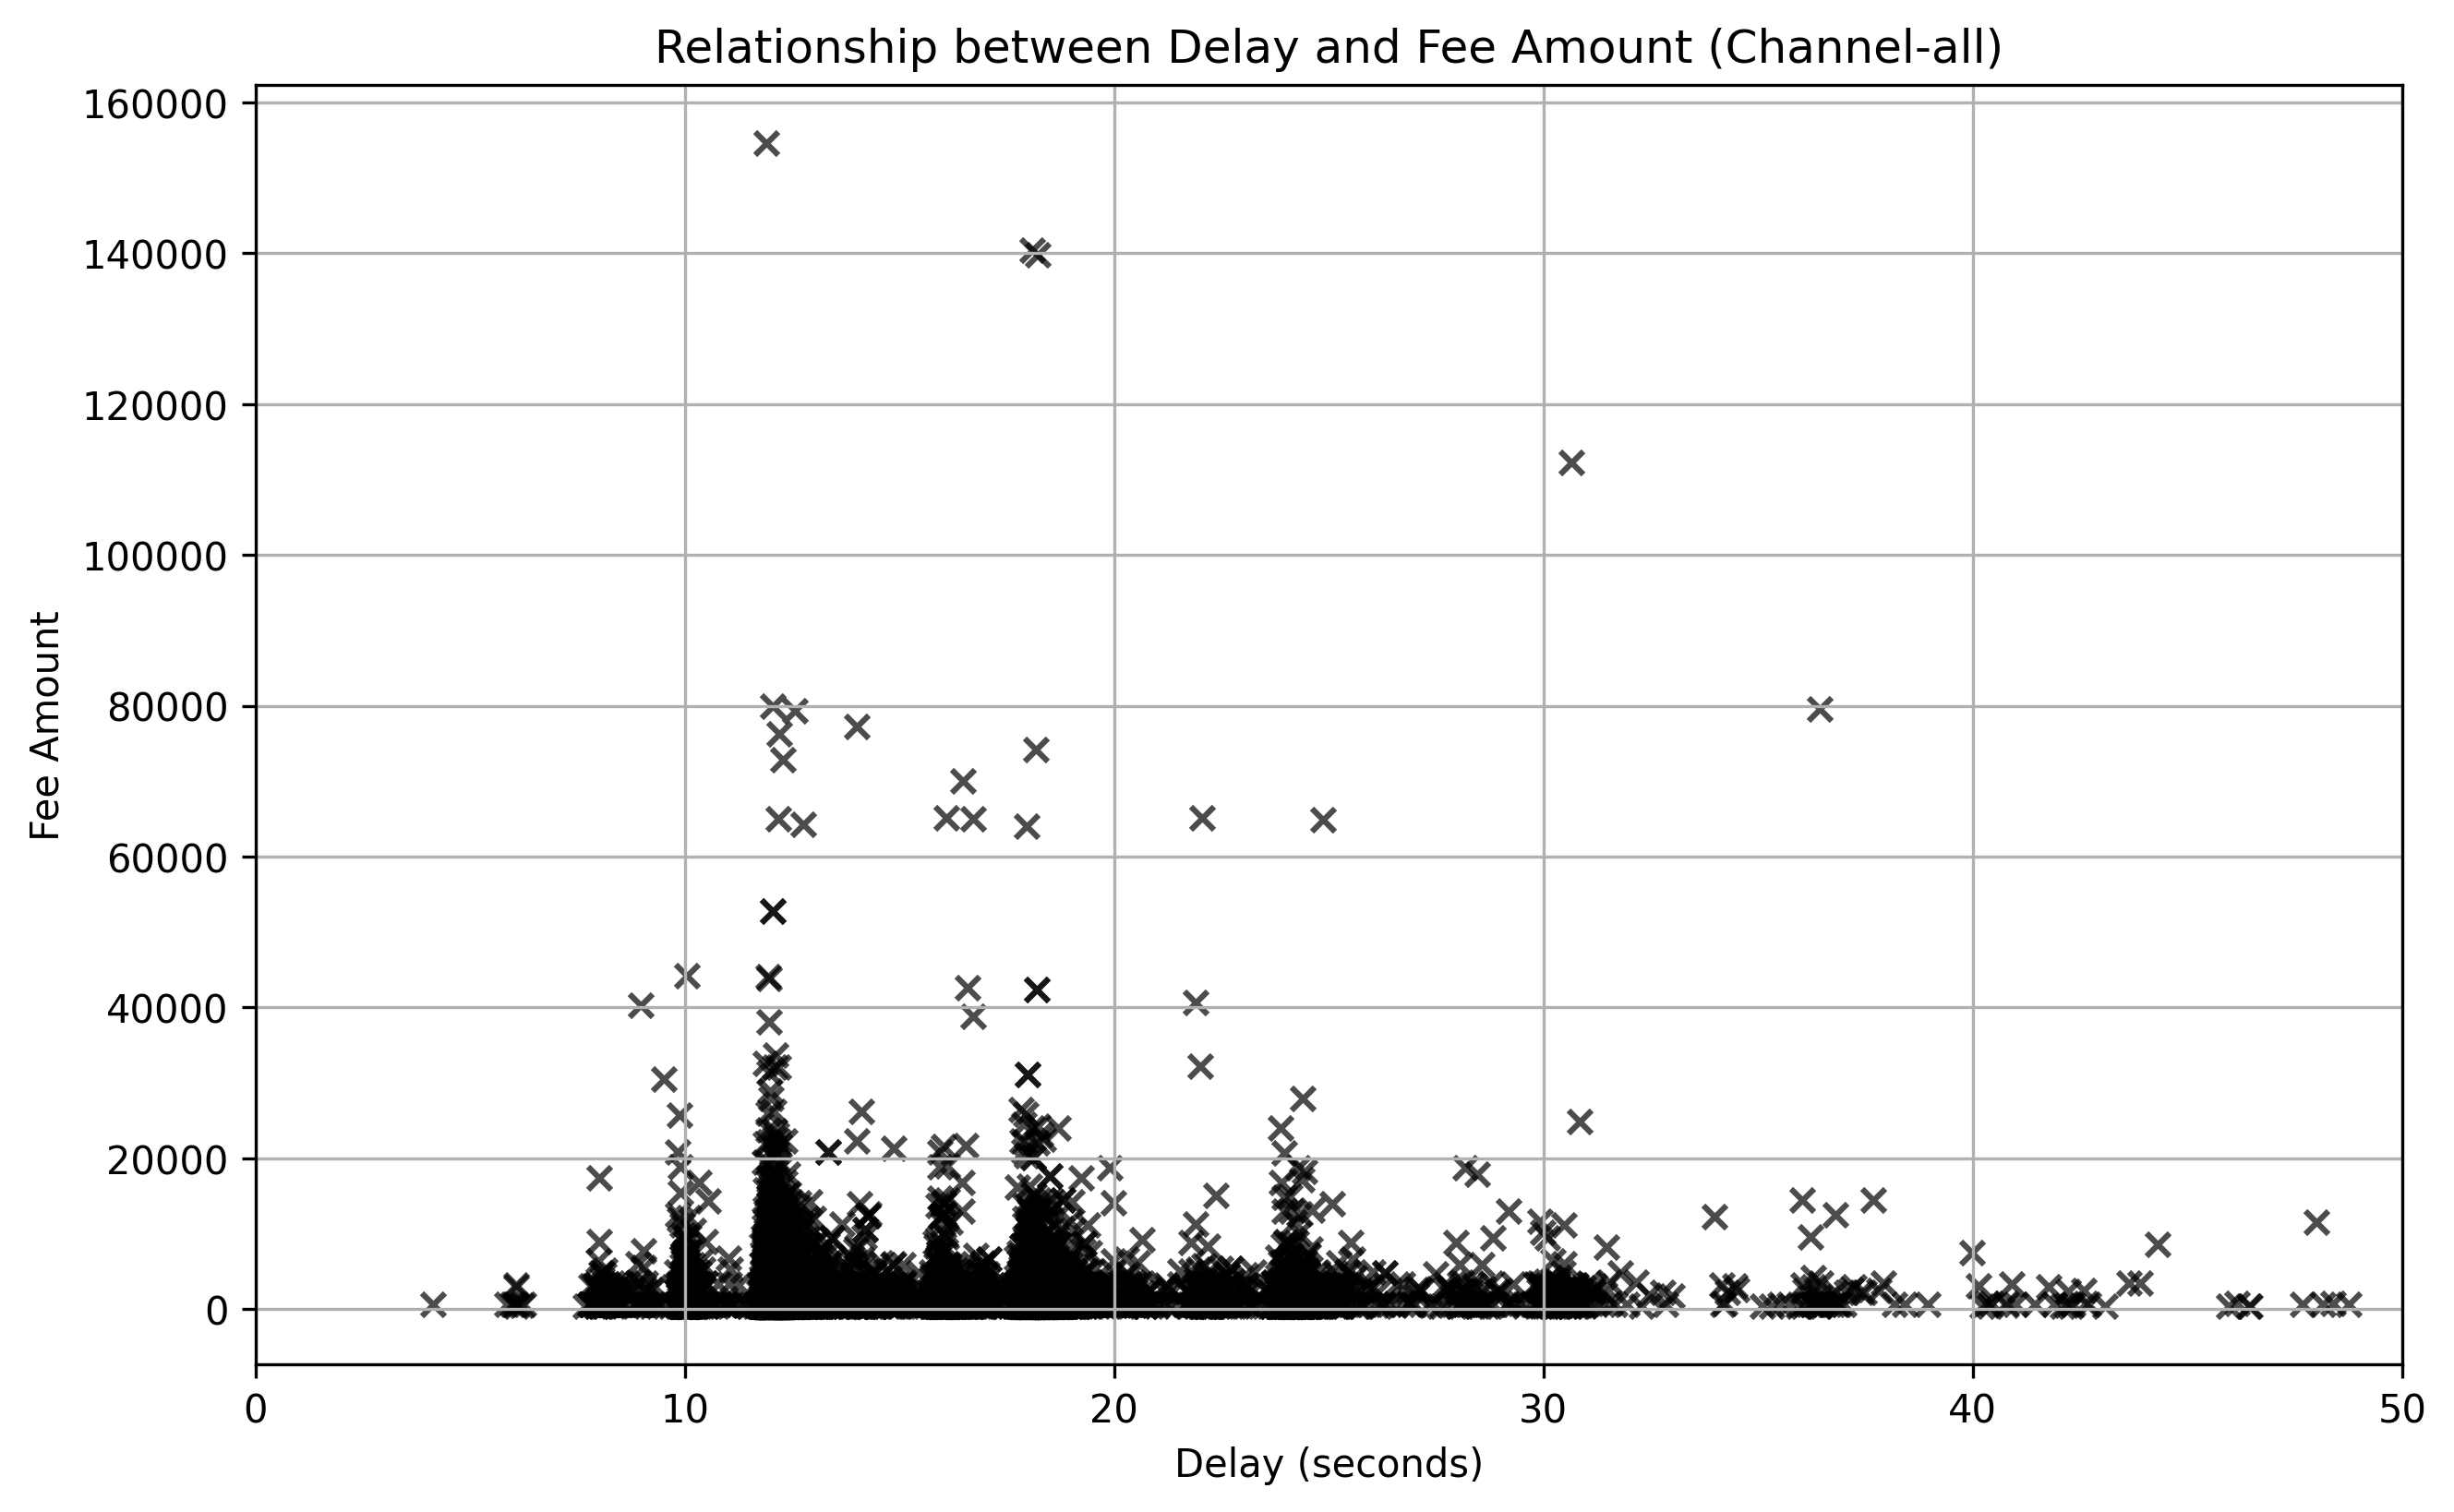 Relationship between Delay and Fee Amount (Channel-all)
160000
140000
120000
100000
80000
60000
40000
20000
0
Fee Amount
0 10 20 30 40 50
Delay (seconds)